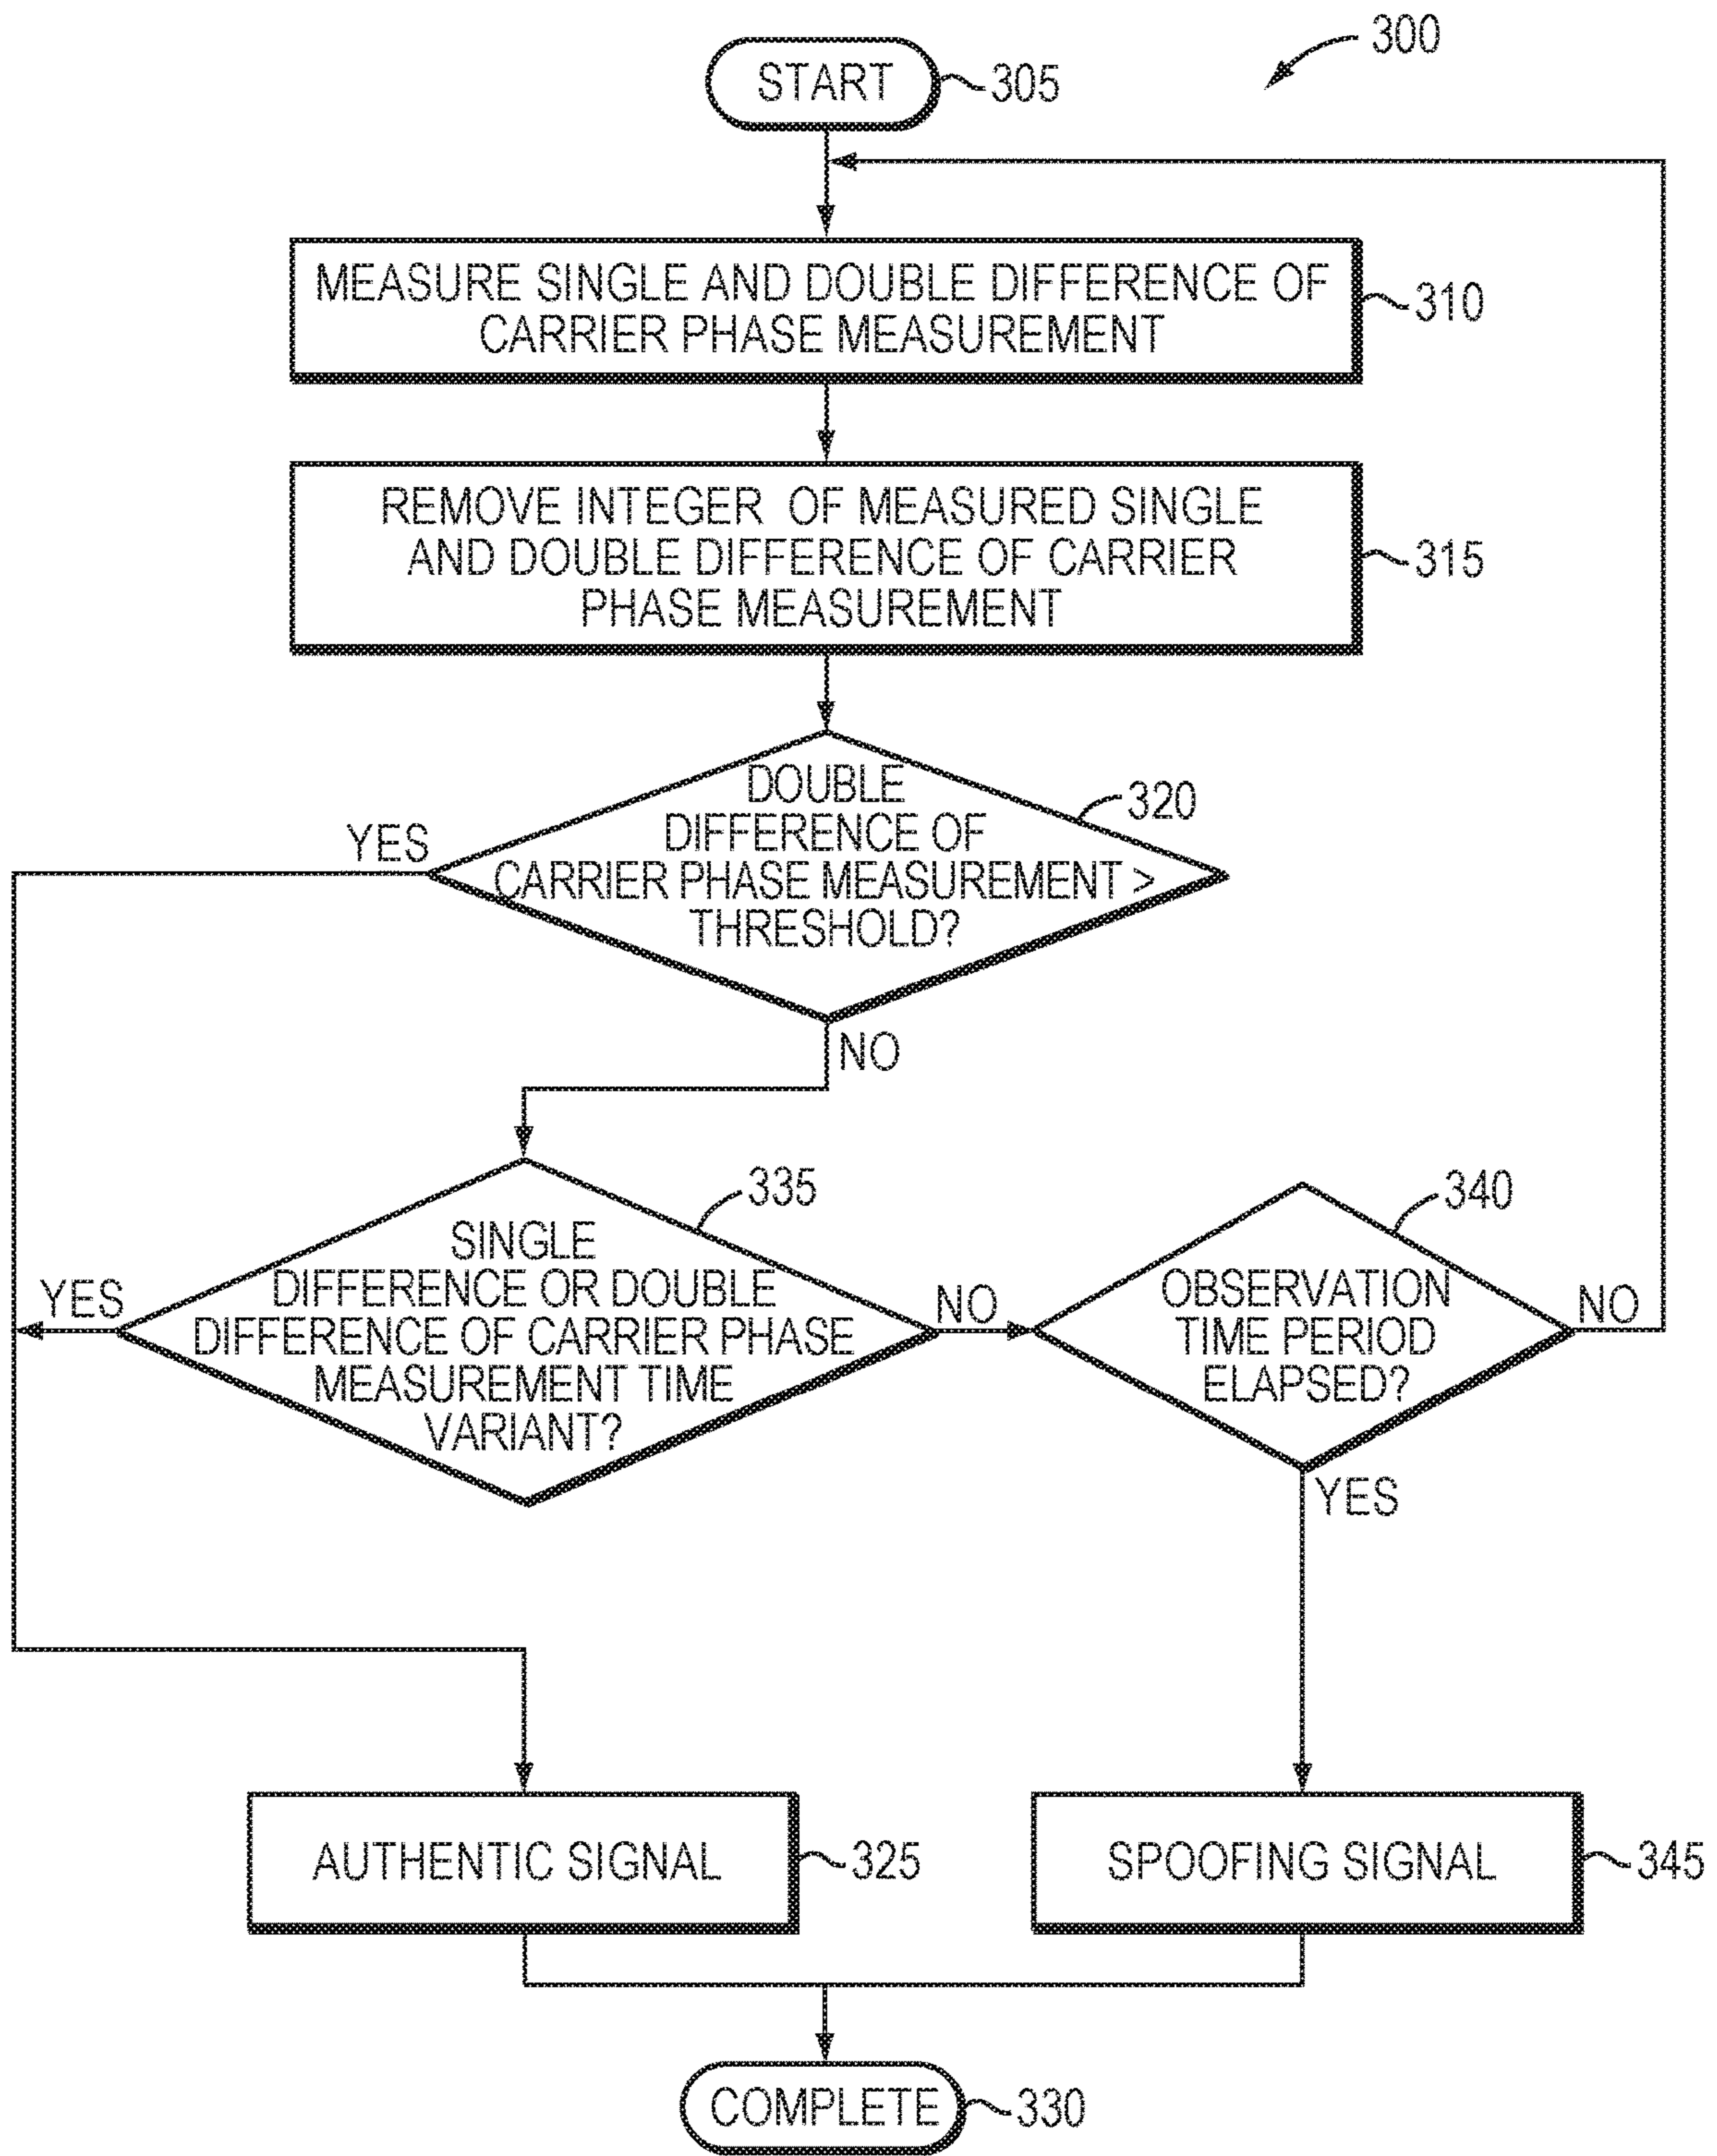 300
START
305
MEASURE SINGLE AND DOUBLE DIFFERENCE OF
CARRIER PHASE MEASUREMENT
310
REMOVE INTEGER OF MEASURED SINGLE
AND DOUBLE DIFFERENCE OF CARRIER
PHASE MEASUREMENT
315
DOUBLE
DIFFERENCE OF
CARRIER PHASE MEASUREMENT >
THRESHOLD?
320
YES
NO
SINGLE
DIFFERENCE OR DOUBLE
DIFFERENCE OF CARRIER PHASE
MEASUREMENT TIME
VARIANT?
335
YES
NO
OBSERVATION
TIME PERIOD
ELAPSED?
340
NO
YES
AUTHENTIC SIGNAL
325
SPOOFING SIGNAL
345
COMPLETE
330